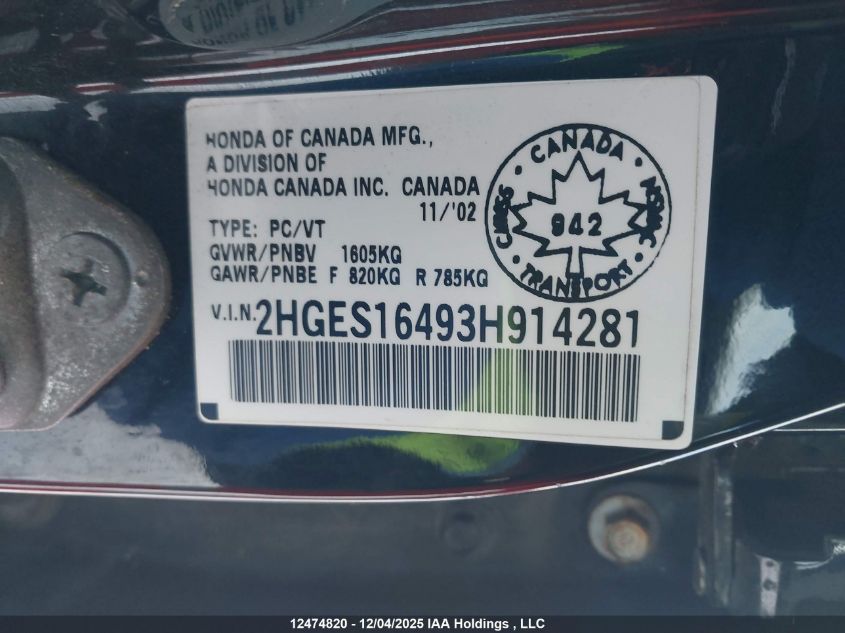 HONDA OF CANADA MFG.,
A DIVISION OF
HONDA CANADA INC. CANADA
11/'02
TYPE: PC/VT
GVWR/PNBV 1605KG
GAWR/PNBE F 820KG R 785KG
V.I.N. 2HGES16493H914281
· CANADA ·
942
· TRANSPORT ·
12474820 - 12/04/2025 IAA Holdings , LLC